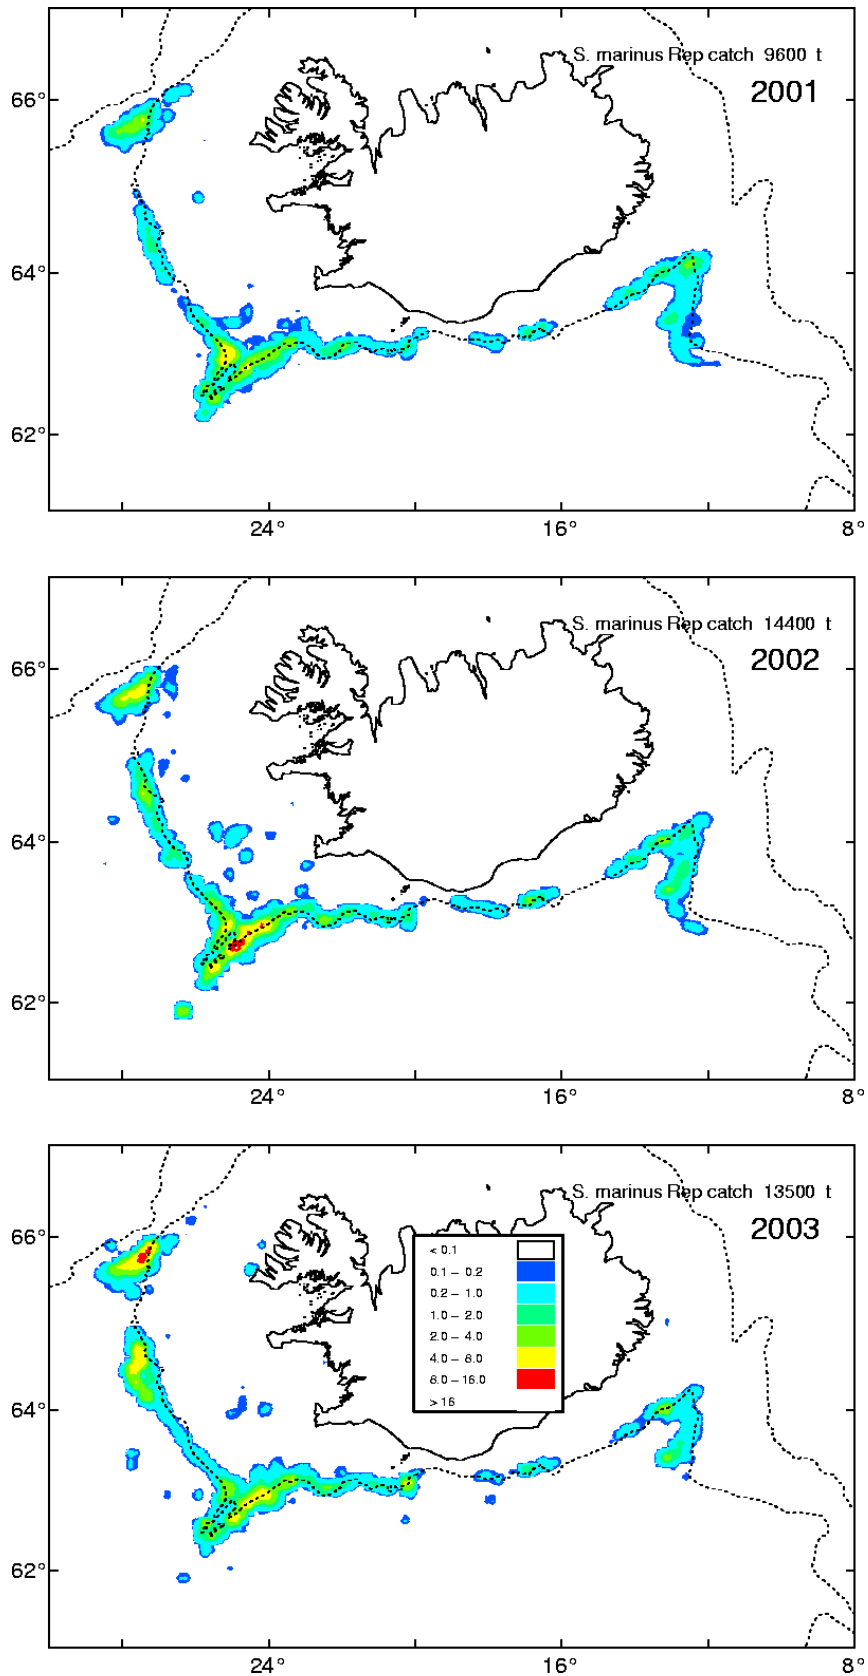 S. marinus Rep catch 9600 t
2001
66°
64°
62°
24°
16°
8°
S. marinus Rep catch 14400 t
2002
66°
64°
62°
24°
16°
8°
S. marinus Rep catch 13500 t
2003
66°
< 0.1
0.1 – 0.2
0.2 – 1.0
1.0 – 2.0
2.0 – 4.0
4.0 – 8.0
8.0 – 16.0
> 16
64°
62°
24°
16°
8°